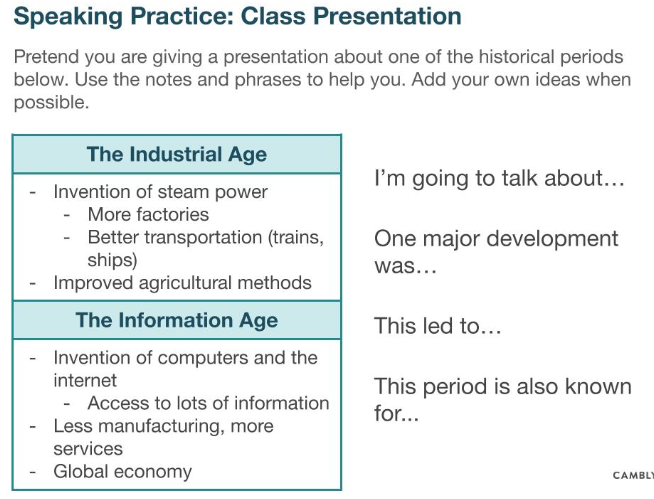 Speaking Practice: Class Presentation
Pretend you are giving a presentation about one of the historical periods
below. Use the notes and phrases to help you. Add your own ideas when
possible.
The Industrial Age
- Invention of steam power
- More factories
- Better transportation (trains,
ships)
- Improved agricultural methods
The Information Age
- Invention of computers and the
internet
- Access to lots of information
- Less manufacturing, more
services
- Global economy
I'm going to talk about…
One major development
was…
This led to…
This period is also known
for...
CAMBLY